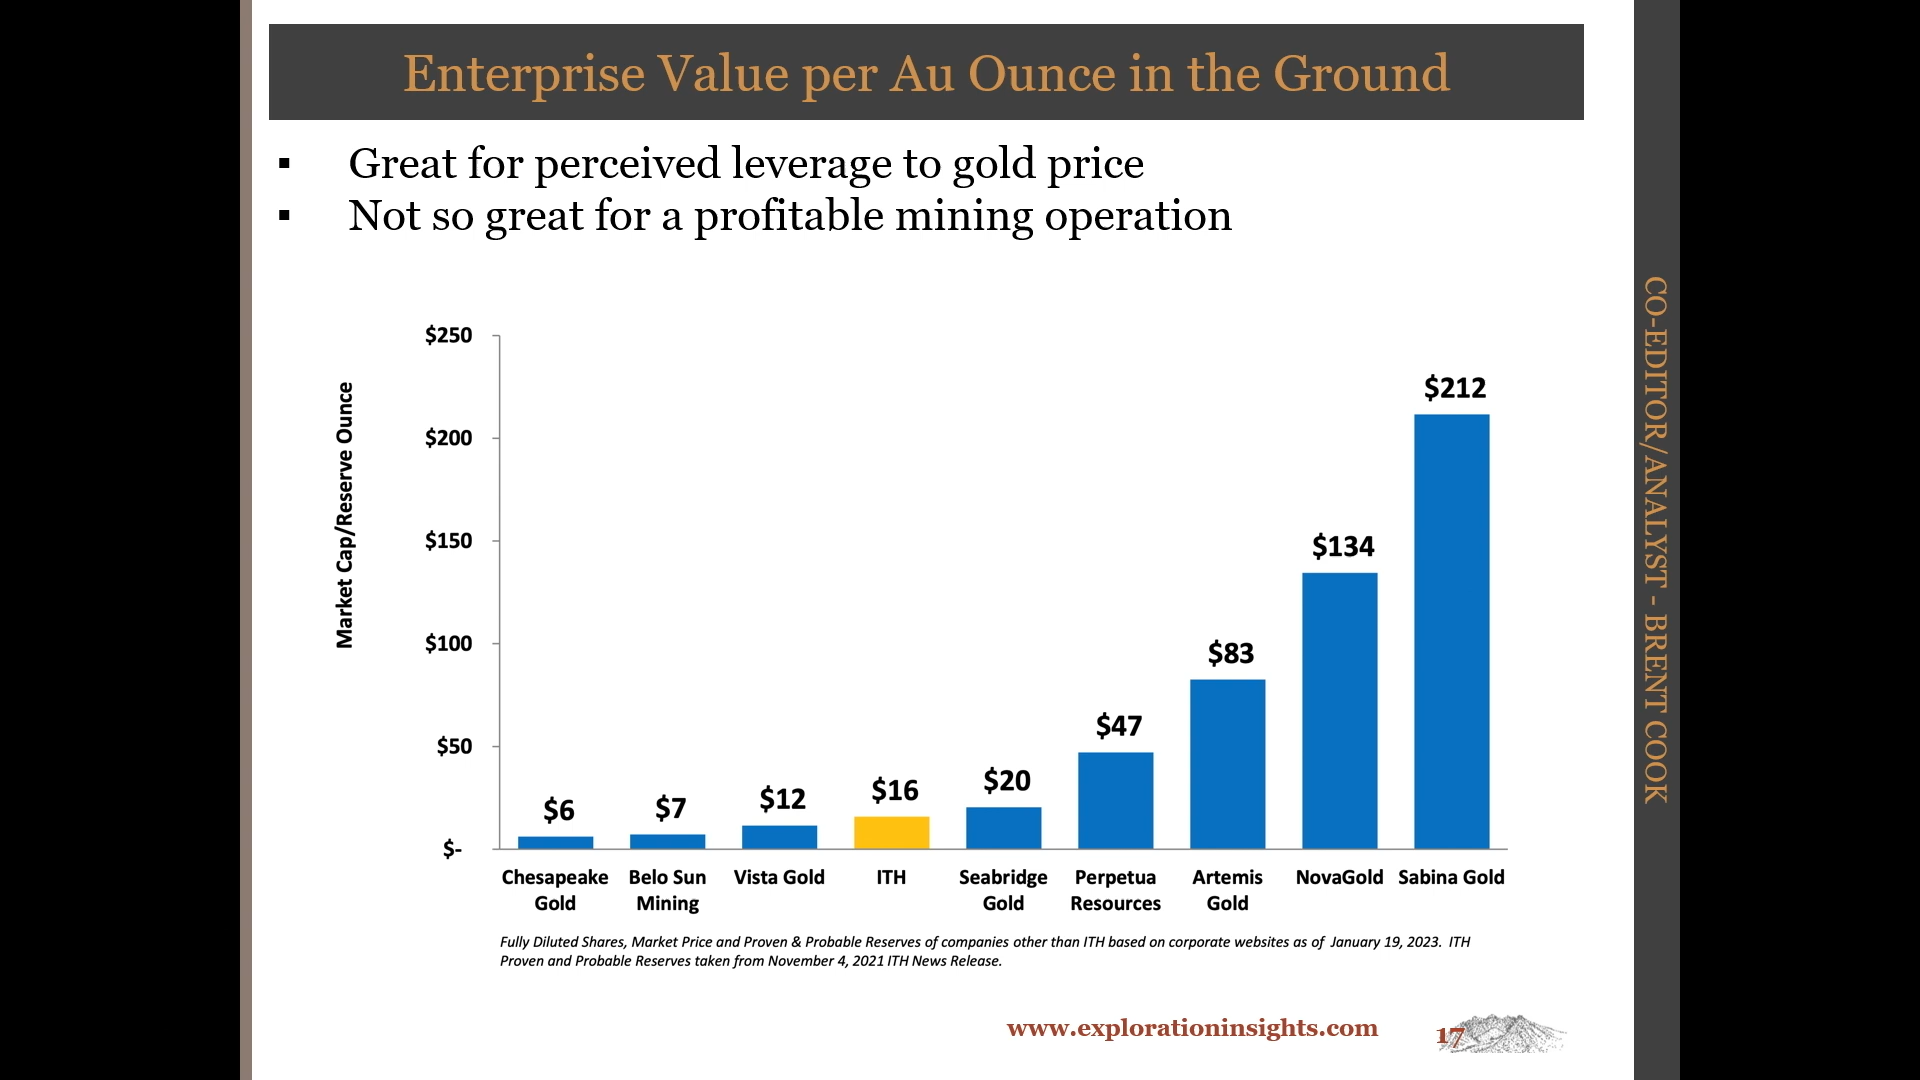 Enterprise Value per Au Ounce in the Ground
▪ Great for perceived leverage to gold price
▪ Not so great for a profitable mining operation
Market Cap/Reserve Ounce
$250
$200
$150
$100
$50
$-
$6
$7
$12
$16
$20
$47
$83
$134
$212
Chesapeake
Gold
Belo Sun
Mining
Vista Gold
ITH
Seabridge
Gold
Perpetua
Resources
Artemis
Gold
NovaGold
Sabina Gold
Fully Diluted Shares, Market Price and Proven & Probable Reserves of companies other than ITH based on corporate websites as of January 19, 2023. ITH
Proven and Probable Reserves taken from November 4, 2021 ITH News Release.
www.explorationinsights.com
17
CO-EDITOR/ANALYST - BRENT COOK